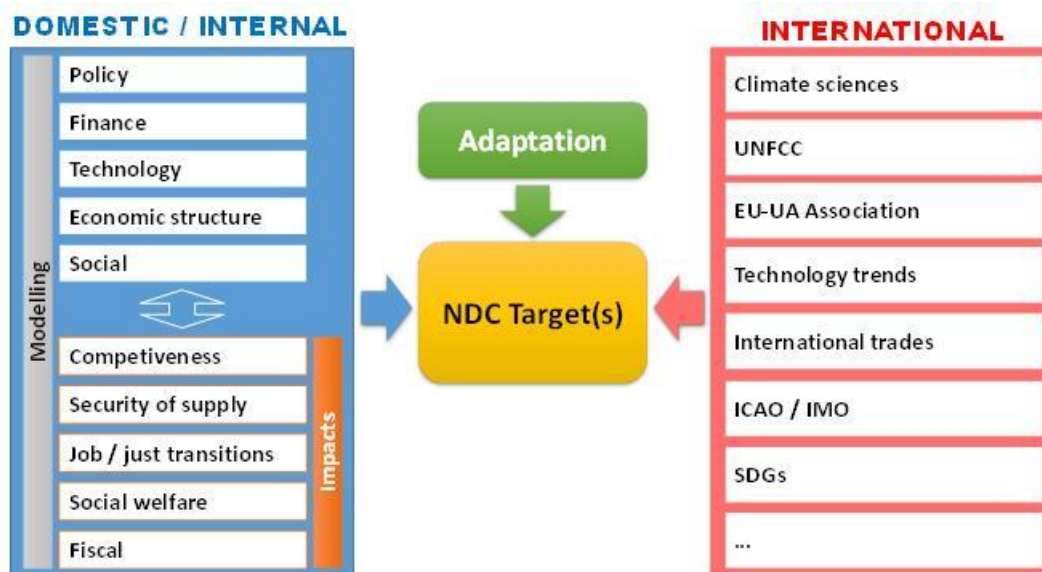 DOMESTIC / INTERNAL
Modelling
Policy
Finance
Technology
Economic structure
Social
Competiveness
Security of supply
Job / just transitions
Social welfare
Fiscal
Impacts
Adaptation
NDC Target(s)
INTERNATIONAL
Climate sciences
UNFCC
EU-UA Association
Technology trends
International trades
ICAO / IMO
SDGs
...